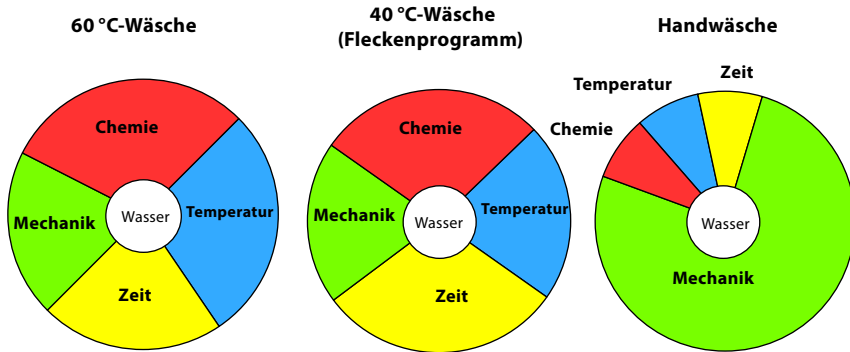 60 °C-Wäsche
Chemie
Mechanik
Wasser
Temperatur
Zeit
40 °C-Wäsche
(Fleckenprogramm)
Chemie
Mechanik
Wasser
Temperatur
Zeit
Handwäsche
Zeit
Temperatur
Chemie
Wasser
Mechanik